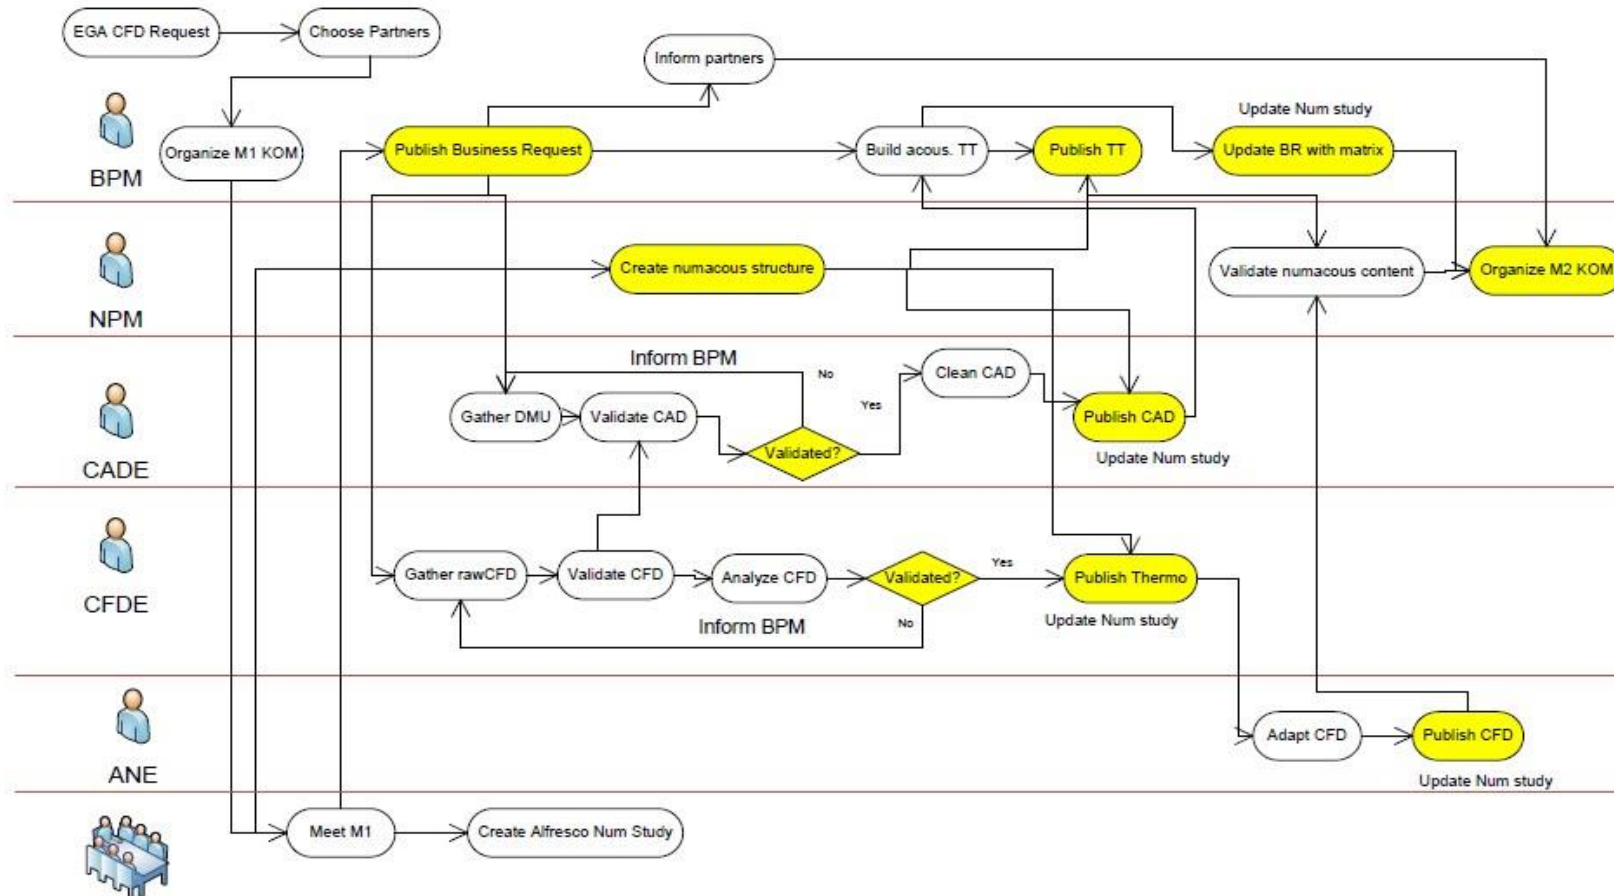 EGA CFD Request
Choose Partners
Inform partners
Update Num study
Organize M1 KOM
Publish Business Request
Build acous. TT
Publish TT
Update BR with matrix
BPM
Create numacous structure
Validate numacous content
Organize M2 KOM
NPM
Inform BPM
No
Clean CAD
Yes
Gather DMU
Validate CAD
Publish CAD
Validated?
Update Num study
CADE
Gather rawCFD
Validate CFD
Analyze CFD
Validated?
Yes
Publish Thermo
CFDE
Inform BPM
No
Update Num study
Adapt CFD
Publish CFD
ANE
Update Num study
Meet M1
Create Alfresco Num Study